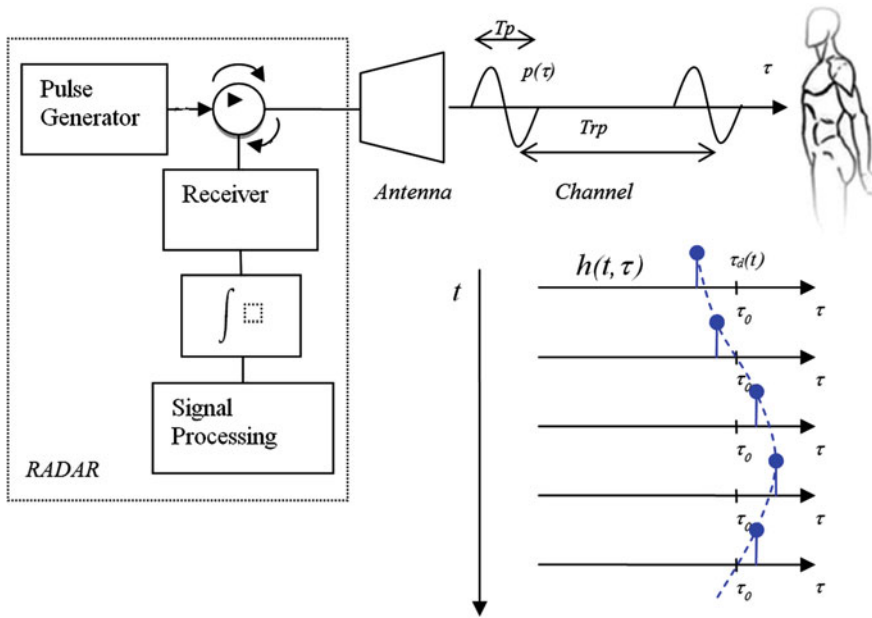 Tp
Pulse
Generator
p(τ)
τ
Trp
Receiver
Antenna
Channel
h(t, τ)
τd(t)
t
τ0
τ
∫
τ0
τ
Signal
Processing
τ0
τ
RADAR
τ0
τ
τ0
τ